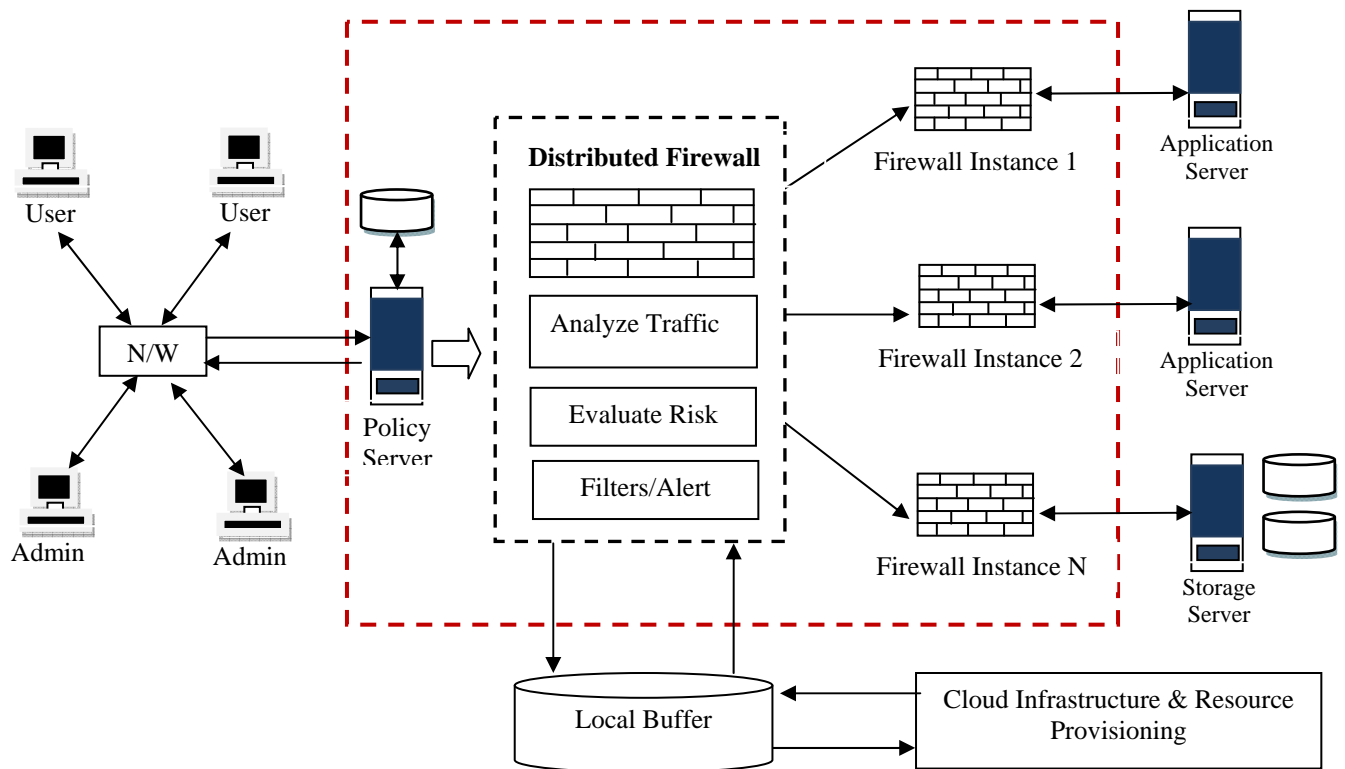 User
User
N/W
Admin
Admin
Policy
Server
Distributed Firewall
Analyze Traffic
Evaluate Risk
Filters/Alert
Firewall Instance 1
Firewall Instance 2
Firewall Instance N
Application
Server
Application
Server
Storage
Server
Local Buffer
Cloud Infrastructure & Resource
Provisioning